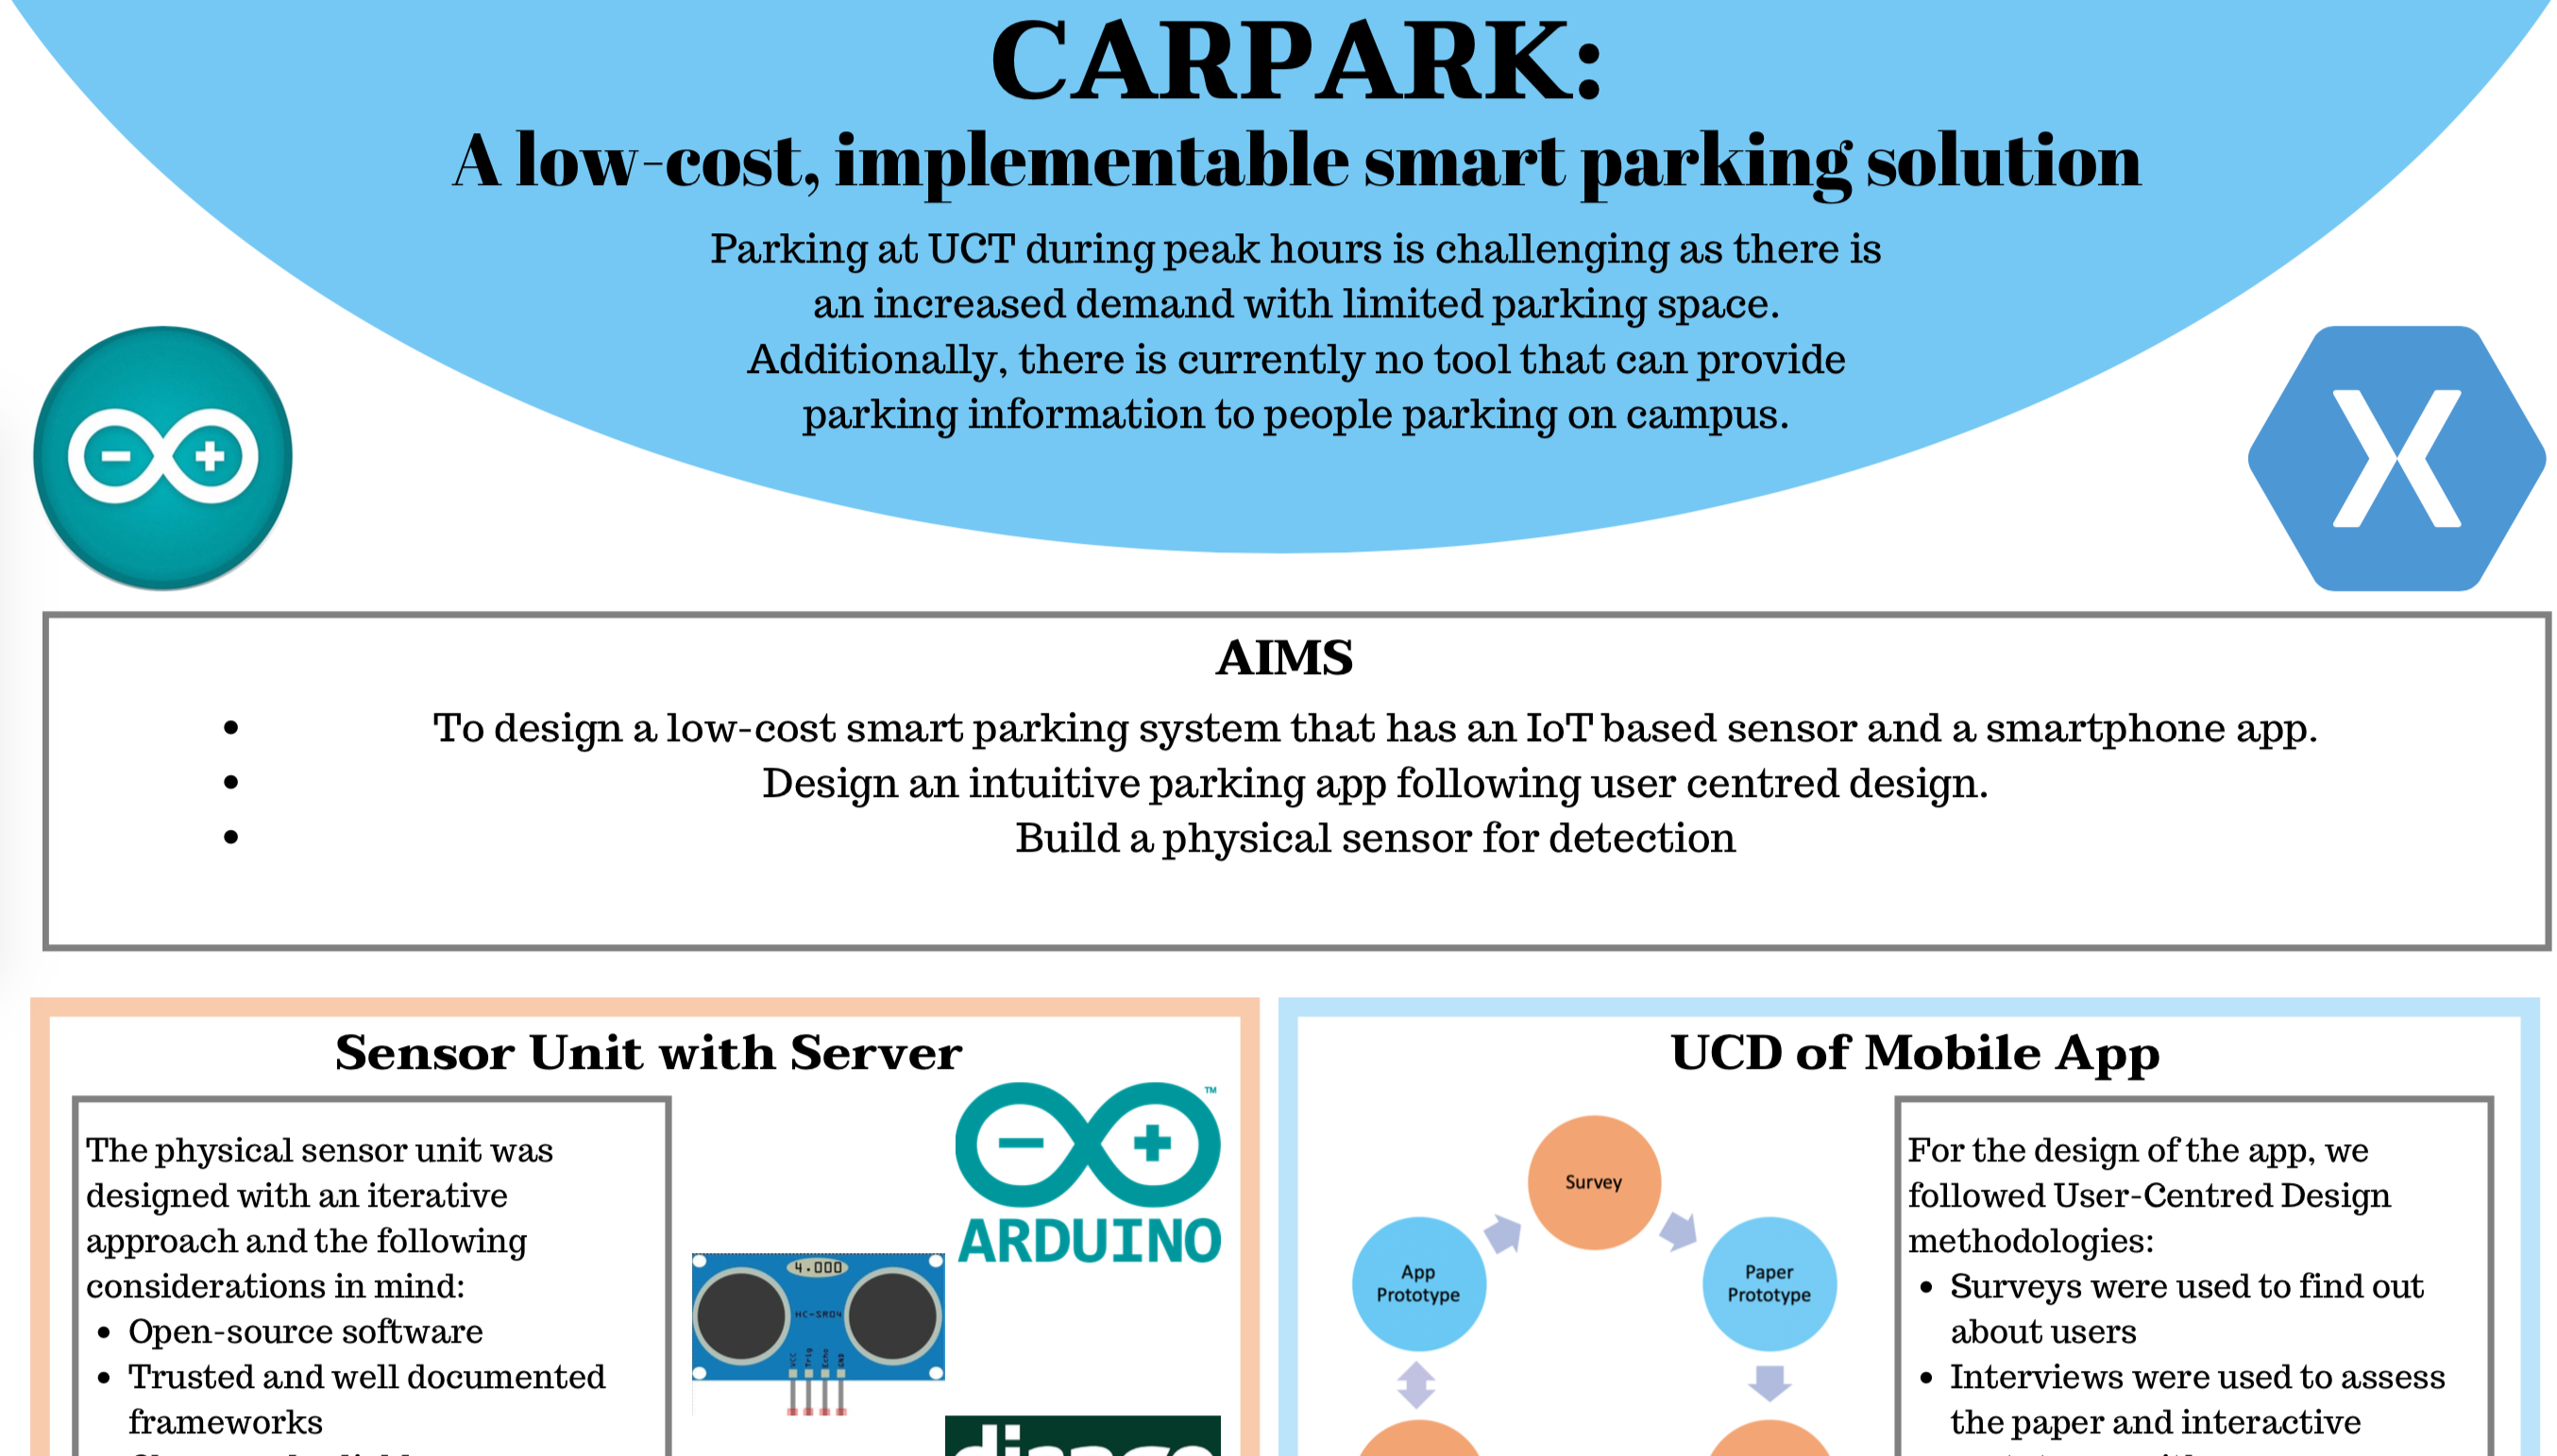 CARPARK:
A low-cost, implementable smart parking solution
Parking at UCT during peak hours is challenging as there is
an increased demand with limited parking space.
Additionally, there is currently no tool that can provide
parking information to people parking on campus.
AIMS
• To design a low-cost smart parking system that has an IoT based sensor and a smartphone app.
• Design an intuitive parking app following user centred design.
• Build a physical sensor for detection
Sensor Unit with Server
The physical sensor unit was
designed with an iterative
approach and the following
considerations in mind:
• Open-source software
• Trusted and well documented
frameworks
ARDUINO
TM
4.000
HC-SR04
VCC
Trig
Echo
GND
UCD of Mobile App
Survey
App
Prototype
Paper
Prototype
For the design of the app, we
followed User-Centred Design
methodologies:
• Surveys were used to find out
about users
• Interviews were used to assess
the paper and interactive